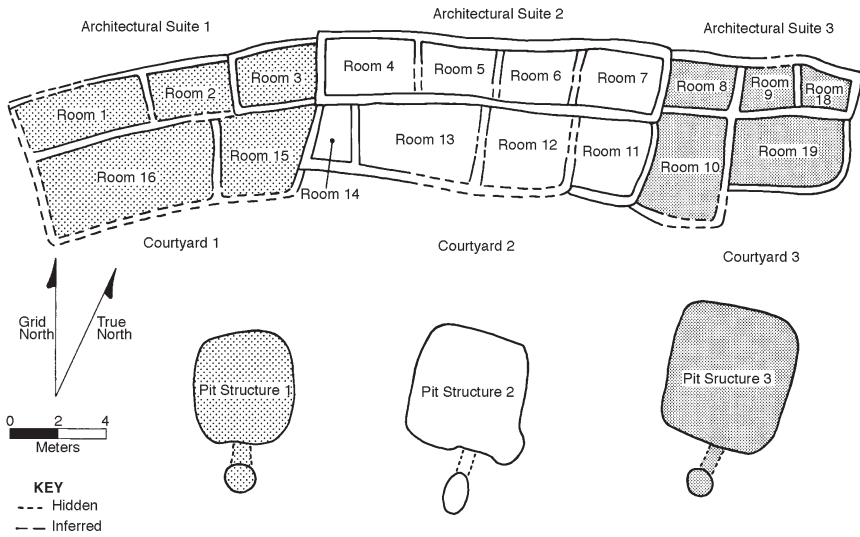 Architectural Suite 1
Architectural Suite 2
Architectural Suite 3
Room 1
Room 2
Room 3
Room 4
Room 5
Room 6
Room 7
Room 8
Room
9
Room
18
Room 16
Room 15
Room 14
Room 13
Room 12
Room 11
Room 10
Room 19
Courtyard 1
Courtyard 2
Courtyard 3
Grid
North
True
North
Pit Structure 1
Pit Structure 2
Pit Structure 3
0 2 4
Meters
KEY
Hidden
Inferred